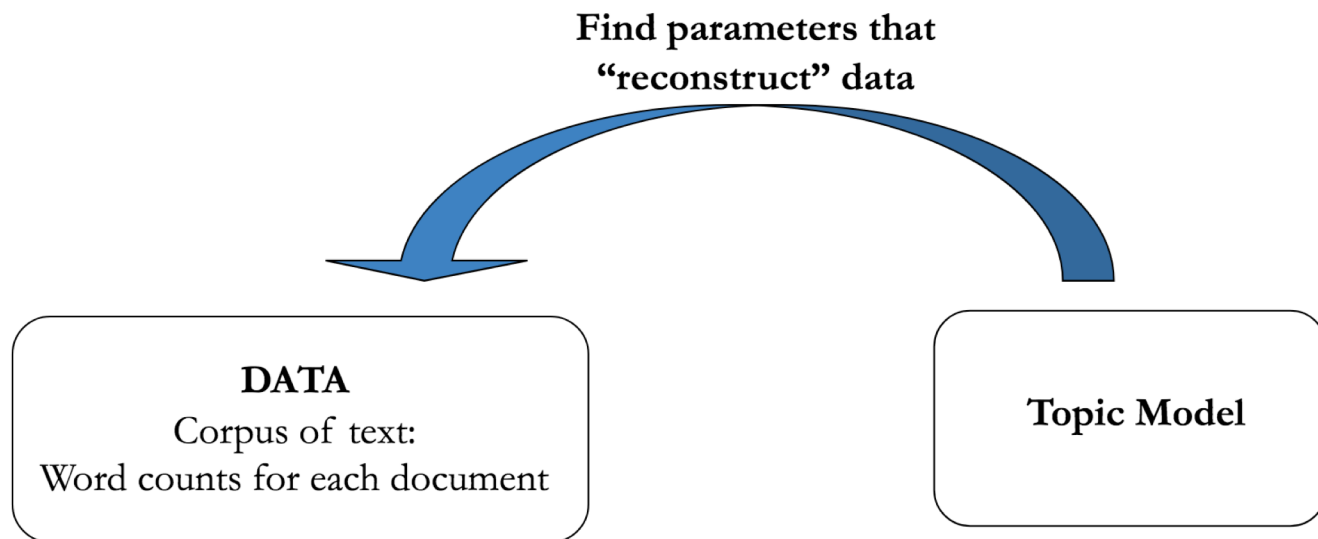 Find parameters that
“reconstruct” data
DATA
Corpus of text:
Word counts for each document
Topic Model